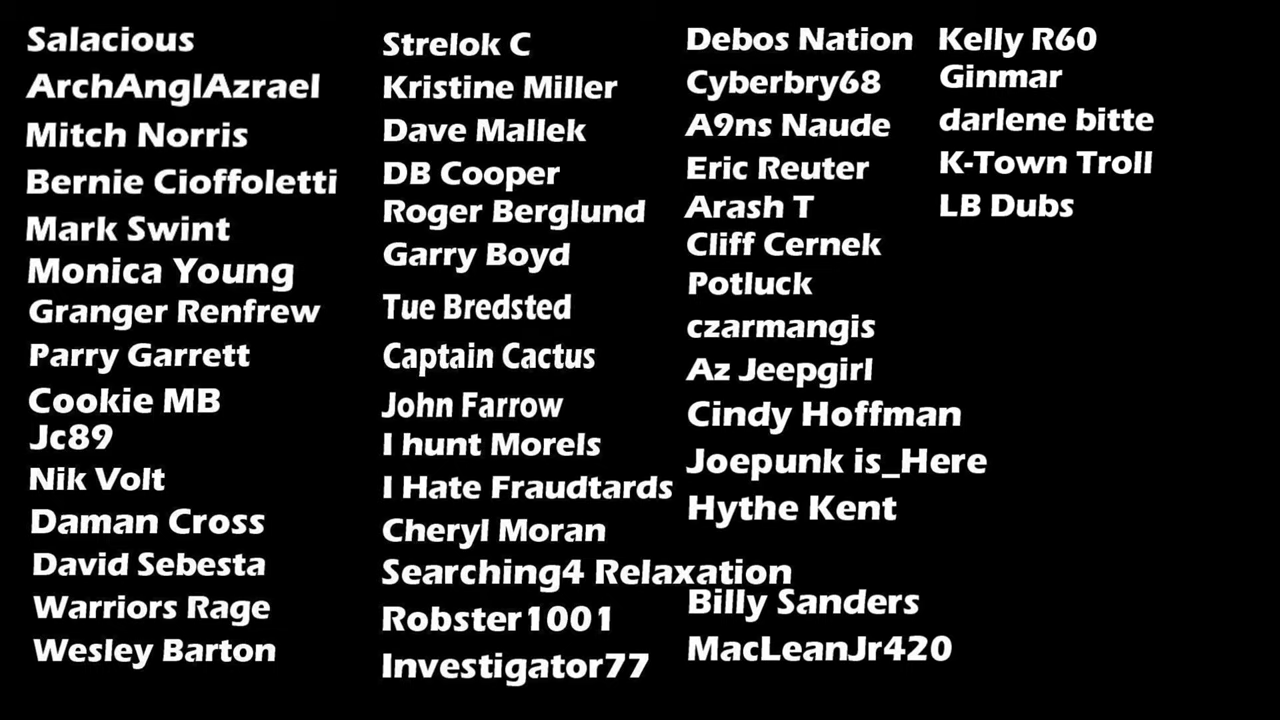 Salacious
ArchAnglAzrael
Mitch Norris
Bernie Cioffoletti
Mark Swint
Monica Young
Granger Renfrew
Parry Garrett
Cookie MB
Jc89
Nik Volt
Daman Cross
David Sebesta
Warriors Rage
Wesley Barton
Strelok C
Kristine Miller
Dave Mallek
DB Cooper
Roger Berglund
Garry Boyd
Tue Bredsted
Captain Cactus
John Farrow
I hunt Morels
I Hate Fraudtards
Cheryl Moran
Searching4 Relaxation
Robster1001
Investigator77
Debos Nation
Cyberbry68
A9ns Naude
Eric Reuter
Arash T
Cliff Cernek
Potluck
czarmangis
Az Jeepgirl
Cindy Hoffman
Joepunk is_Here
Hythe Kent
Billy Sanders
MacLeanJr420
Kelly R60
Ginmar
darlene bitte
K-Town Troll
LB Dubs